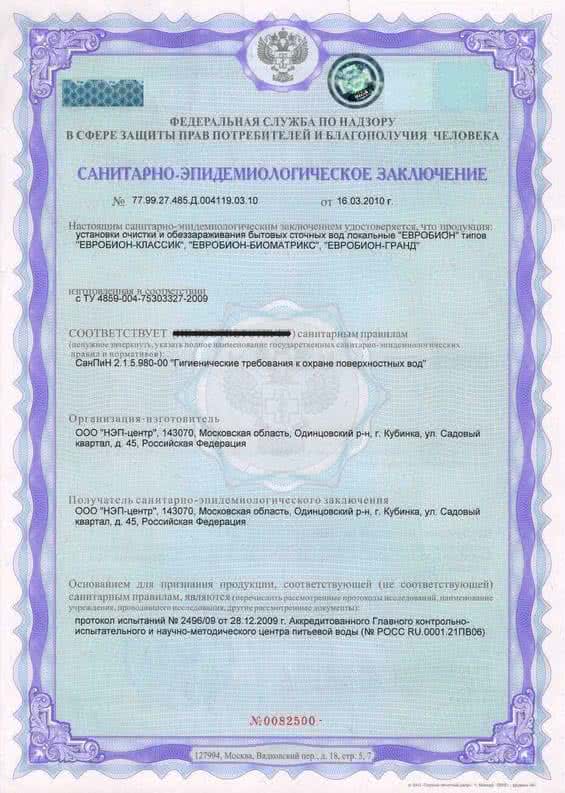 ФЕДЕРАЛЬНАЯ СЛУЖБА ПО НАДЗОРУ
В СФЕРЕ ЗАЩИТЫ ПРАВ ПОТРЕБИТЕЛЕЙ И БЛАГОПОЛУЧИЯ ЧЕЛОВЕКА
САНИТАРНО-ЭПИДЕМИОЛОГИЧЕСКОЕ ЗАКЛЮЧЕНИЕ
№ 77.99.27.485.Д.004119.03.10 от 16.03.2010 г.
Настоящим санитарно-эпидемиологическим заключением удостоверяется, что продукция:
установки очистки и обеззараживания бытовых сточных вод локальные "ЕВРОБИОН" типов
"ЕВРОБИОН-КЛАССИК", "ЕВРОБИОН-БИОМАТРИКС", "ЕВРОБИОН-ГРАНД"
изготовленная в соответствии
с ТУ 4859-004-75303327-2009
СООТВЕТСТВУЕТ ) санитарным правилам
(ненужное зачеркнуть, указать полное наименование государственных санитарно-эпидемиологических
правил и нормативов):
СанПиН 2.1.5.980-00 "Гигиенические требования к охране поверхностных вод"
Организация-изготовитель
ООО "НЭП-центр", 143070, Московская область, Одинцовский р-н, г. Кубинка, ул. Садовый
квартал, д. 45, Российская Федерация
Получатель санитарно-эпидемиологического заключения
ООО "НЭП-центр", 143070, Московская область, Одинцовский р-н, г. Кубинка, ул. Садовый
квартал, д. 45, Российская Федерация
Основанием для признания продукции, соответствующей (не соответствующей)
санитарным правилам, являются (перечислить рассмотренные протоколы исследований, наименование
учреждения, проводившего исследования, другие рассмотренные документы):
протокол испытаний № 2496/09 от 28.12.2009 г. Аккредитованного Главного контрольно-
испытательного и научно-методического центра питьевой воды (№ РОСС RU.0001.21ПВ06)
№0082500
127994, Москва, Вадковский пер., д. 18, стр. 5, 7